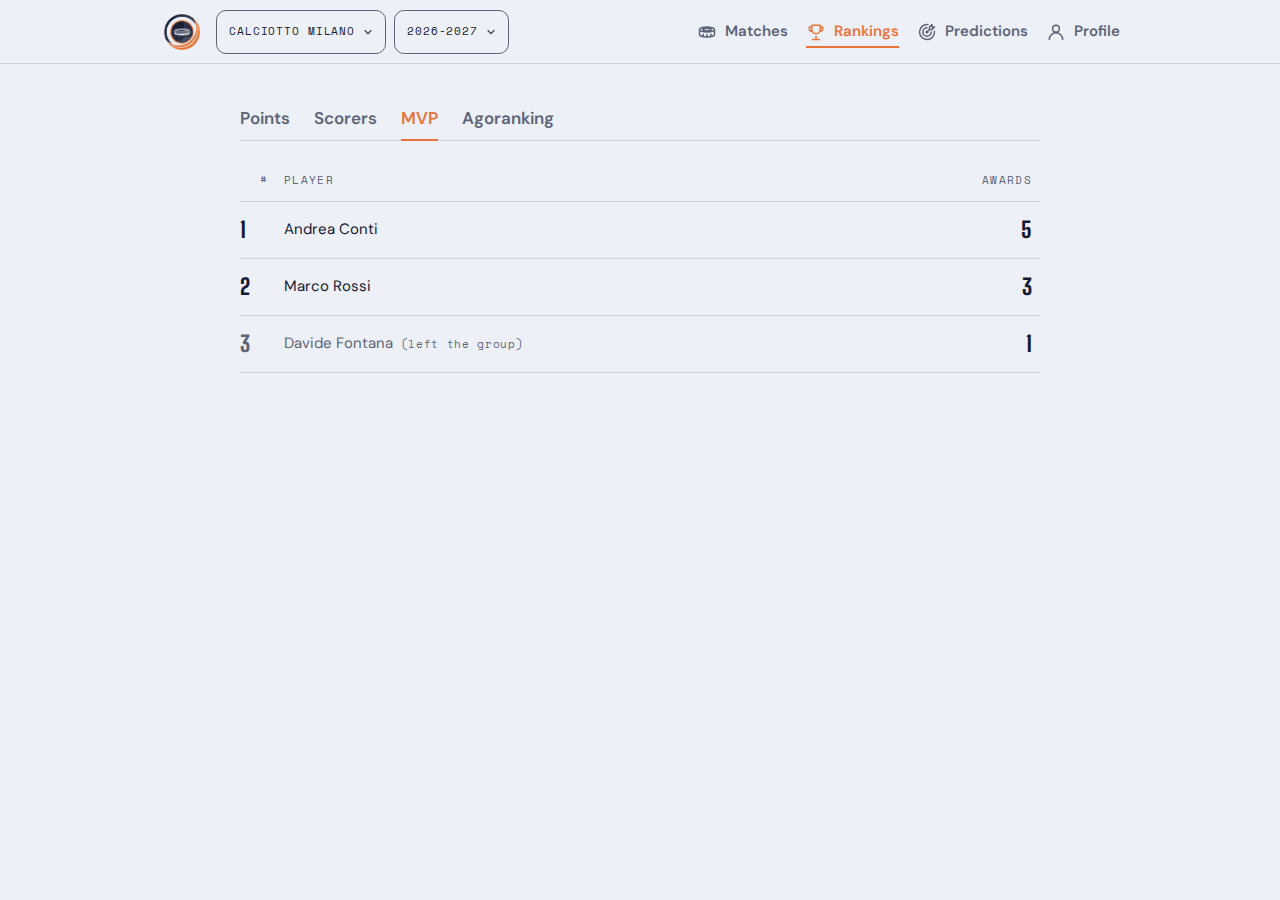 CALCIOTTO MILANO 2026-2027 Matches Rankings Predictions Profile
Points Scorers MVP Agoranking
# PLAYER AWARDS
1 Andrea Conti 5
2 Marco Rossi 3
3 Davide Fontana (left the group) 1